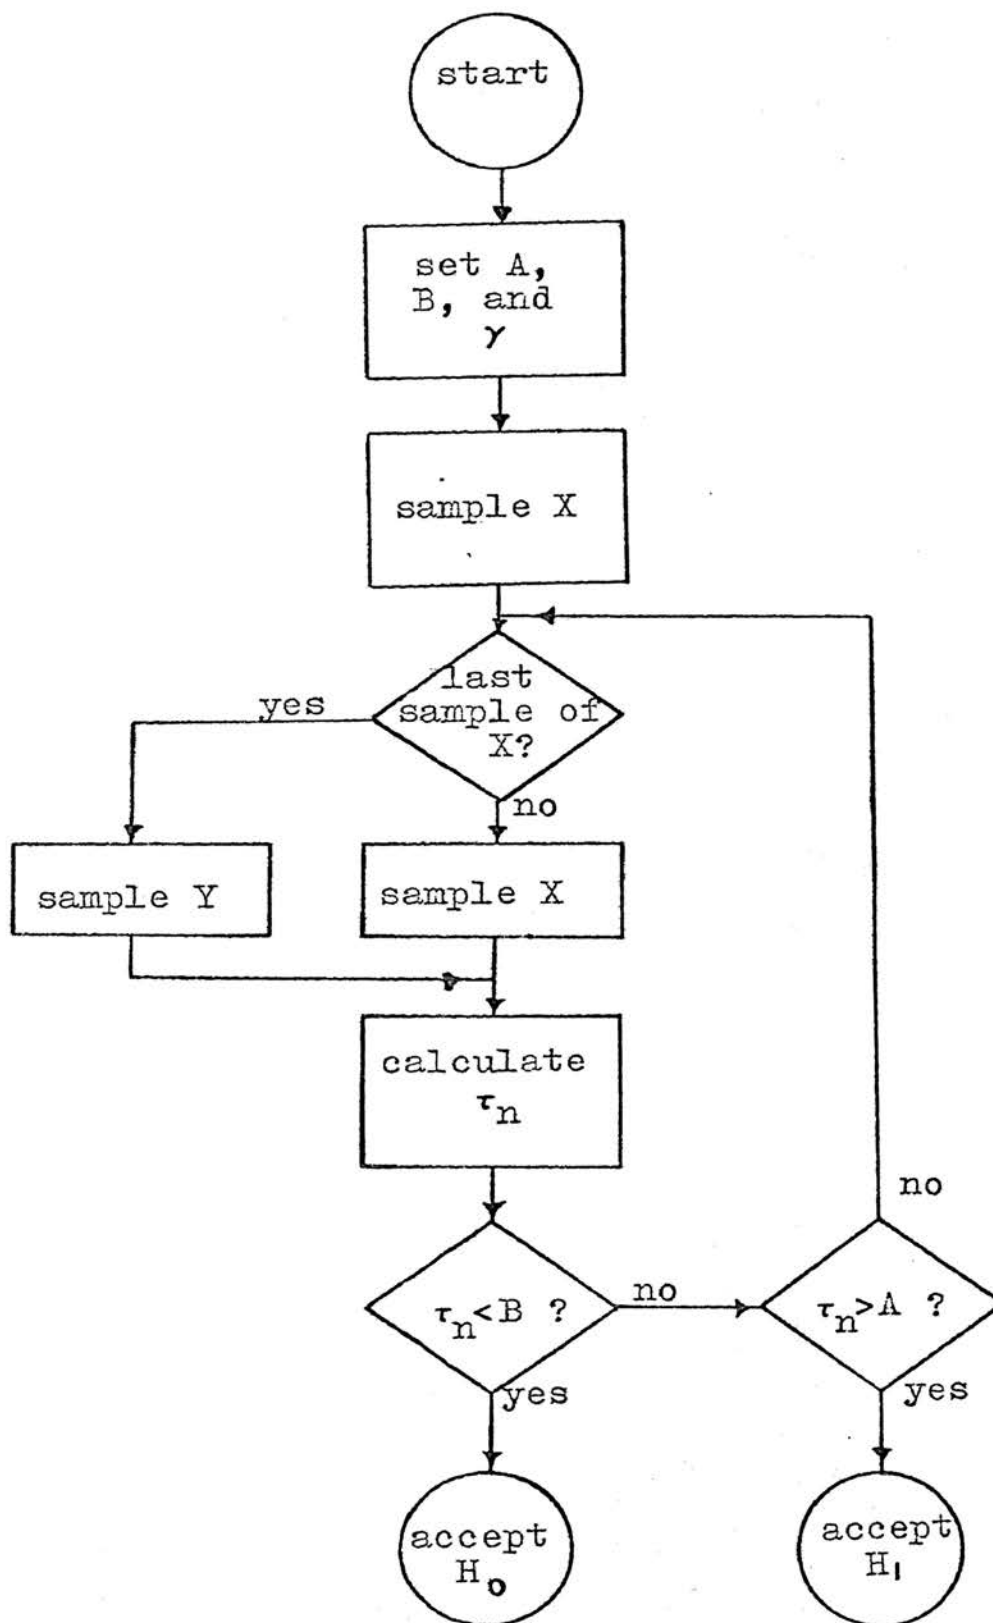 start
set A,
B, and
γ
sample X
last
sample of
X?
yes
no
sample Y
sample X
calculate
τn
no
τn<B ?
no
τn>A ?
yes
yes
accept
H0
accept
H1